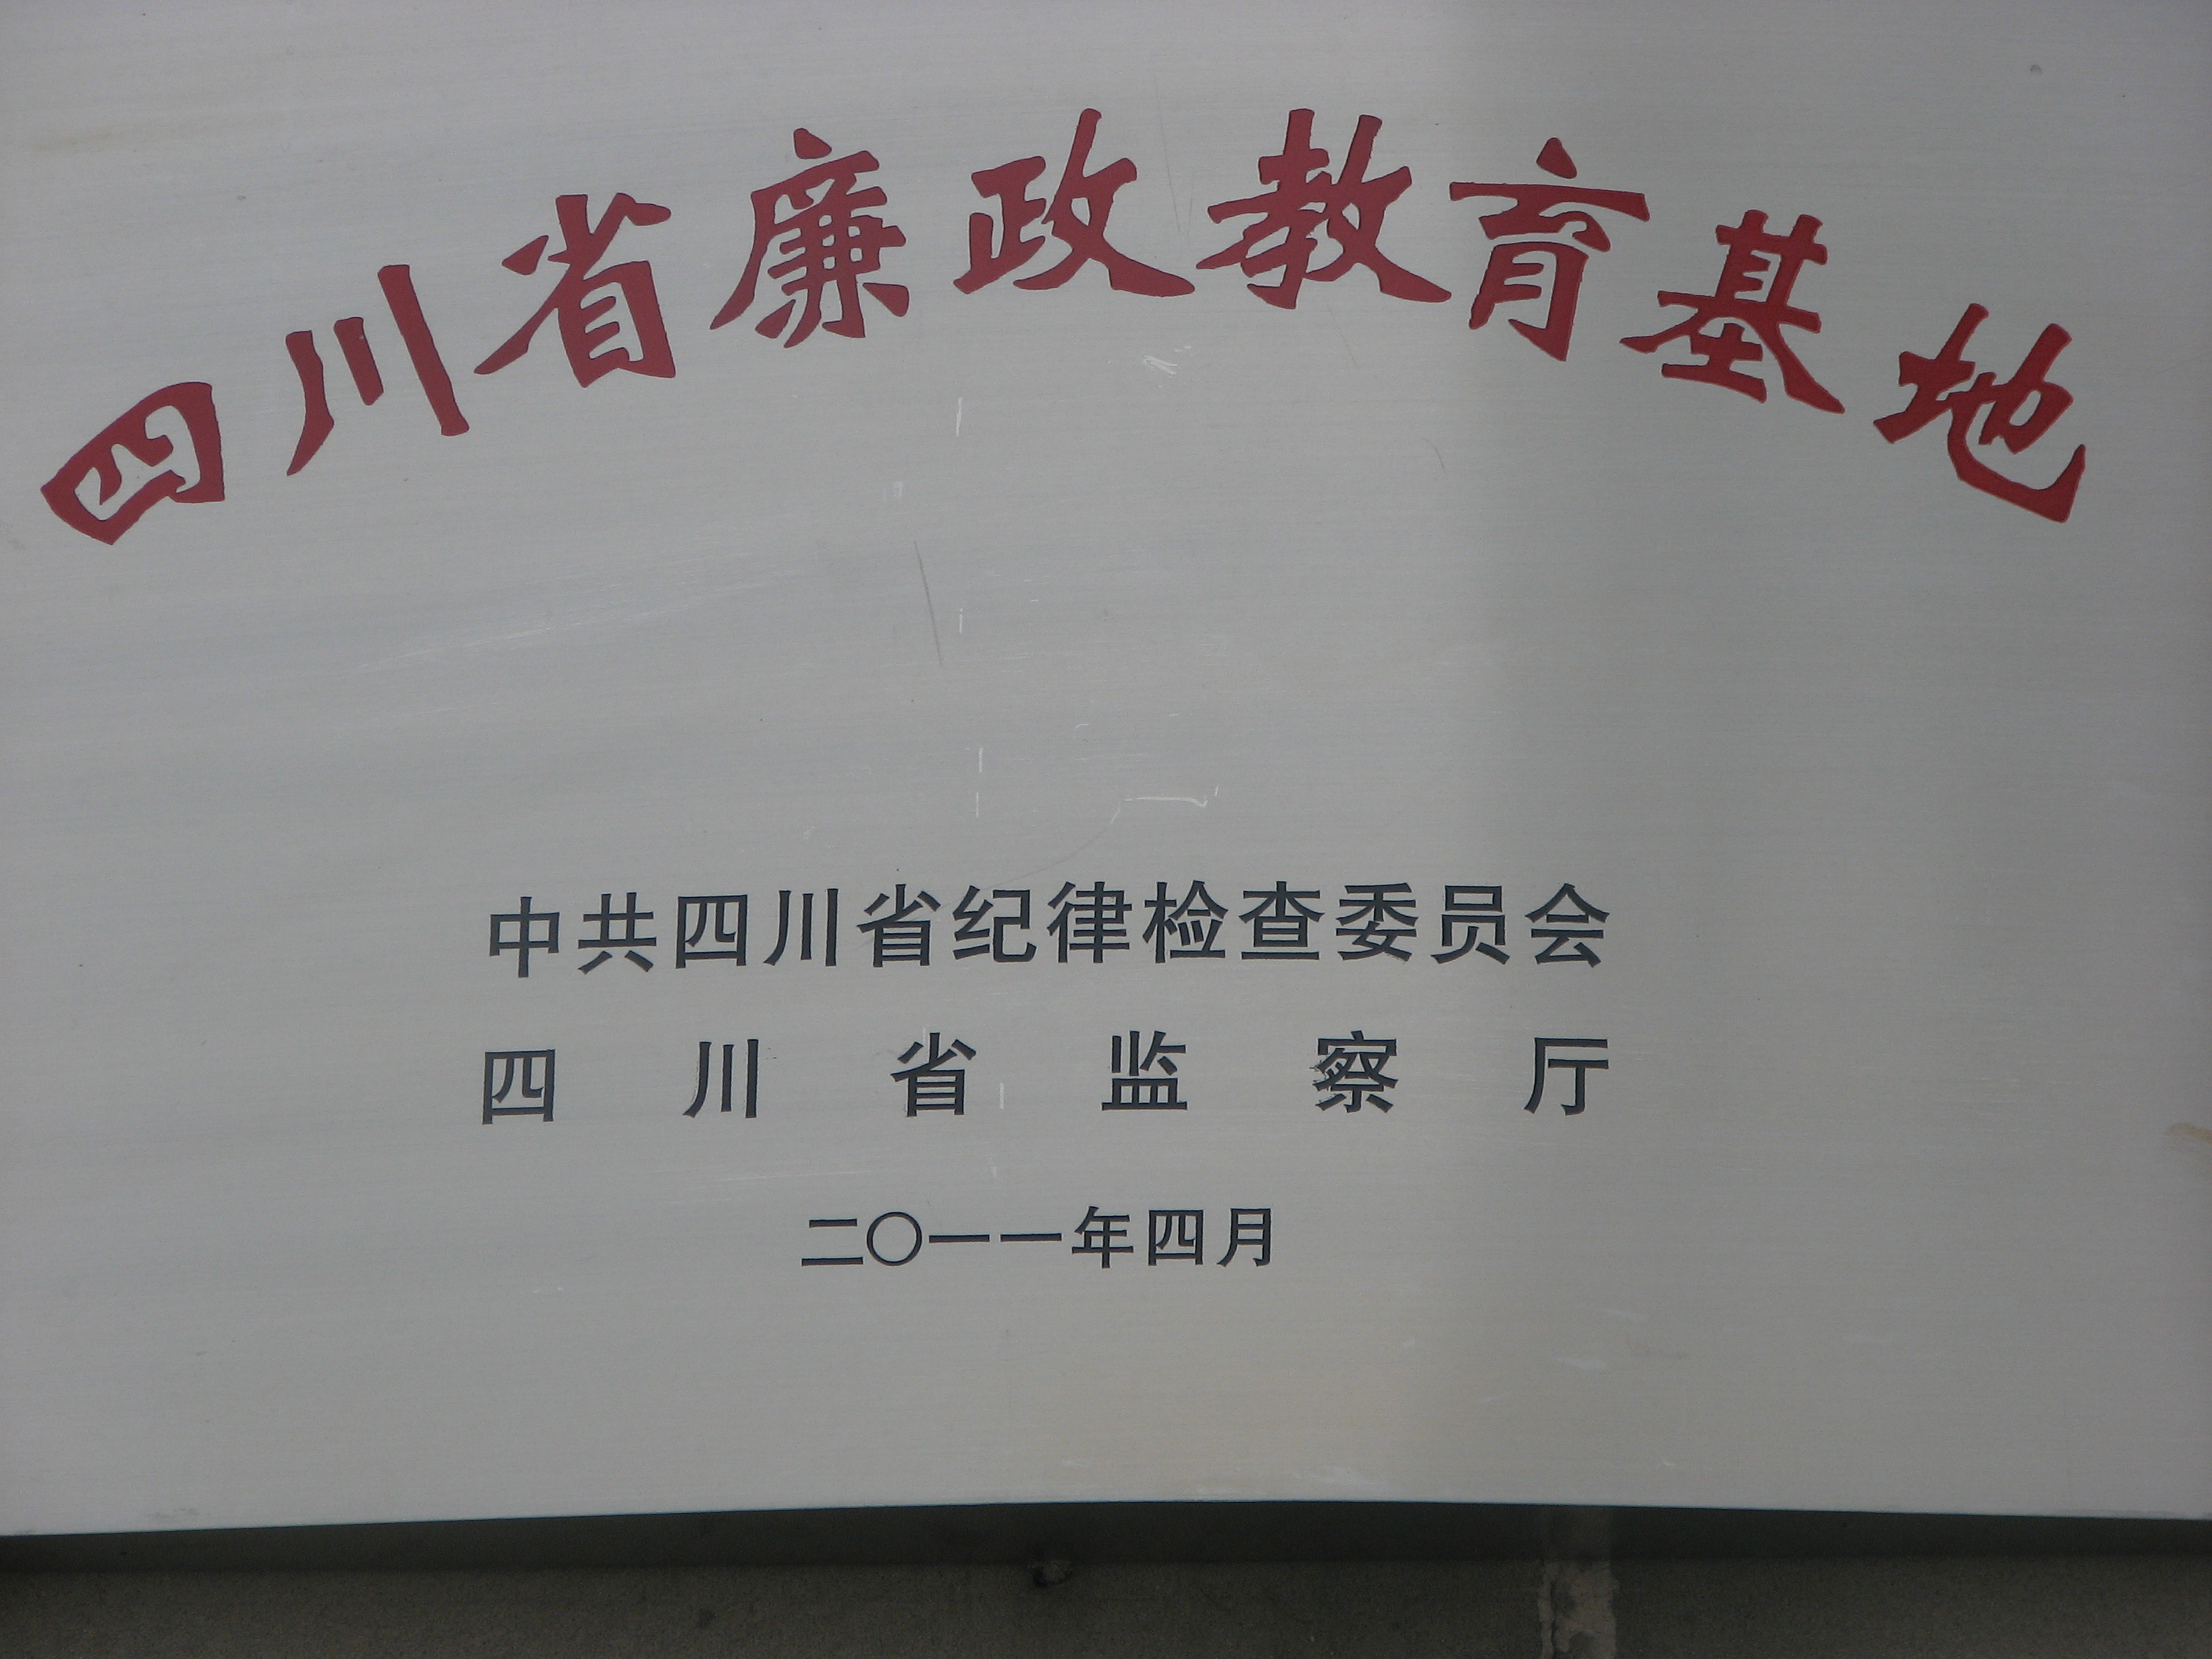 四川省廉政教育基地
中共四川省纪律检查委员会
四川省监察厅
二〇一一年四月